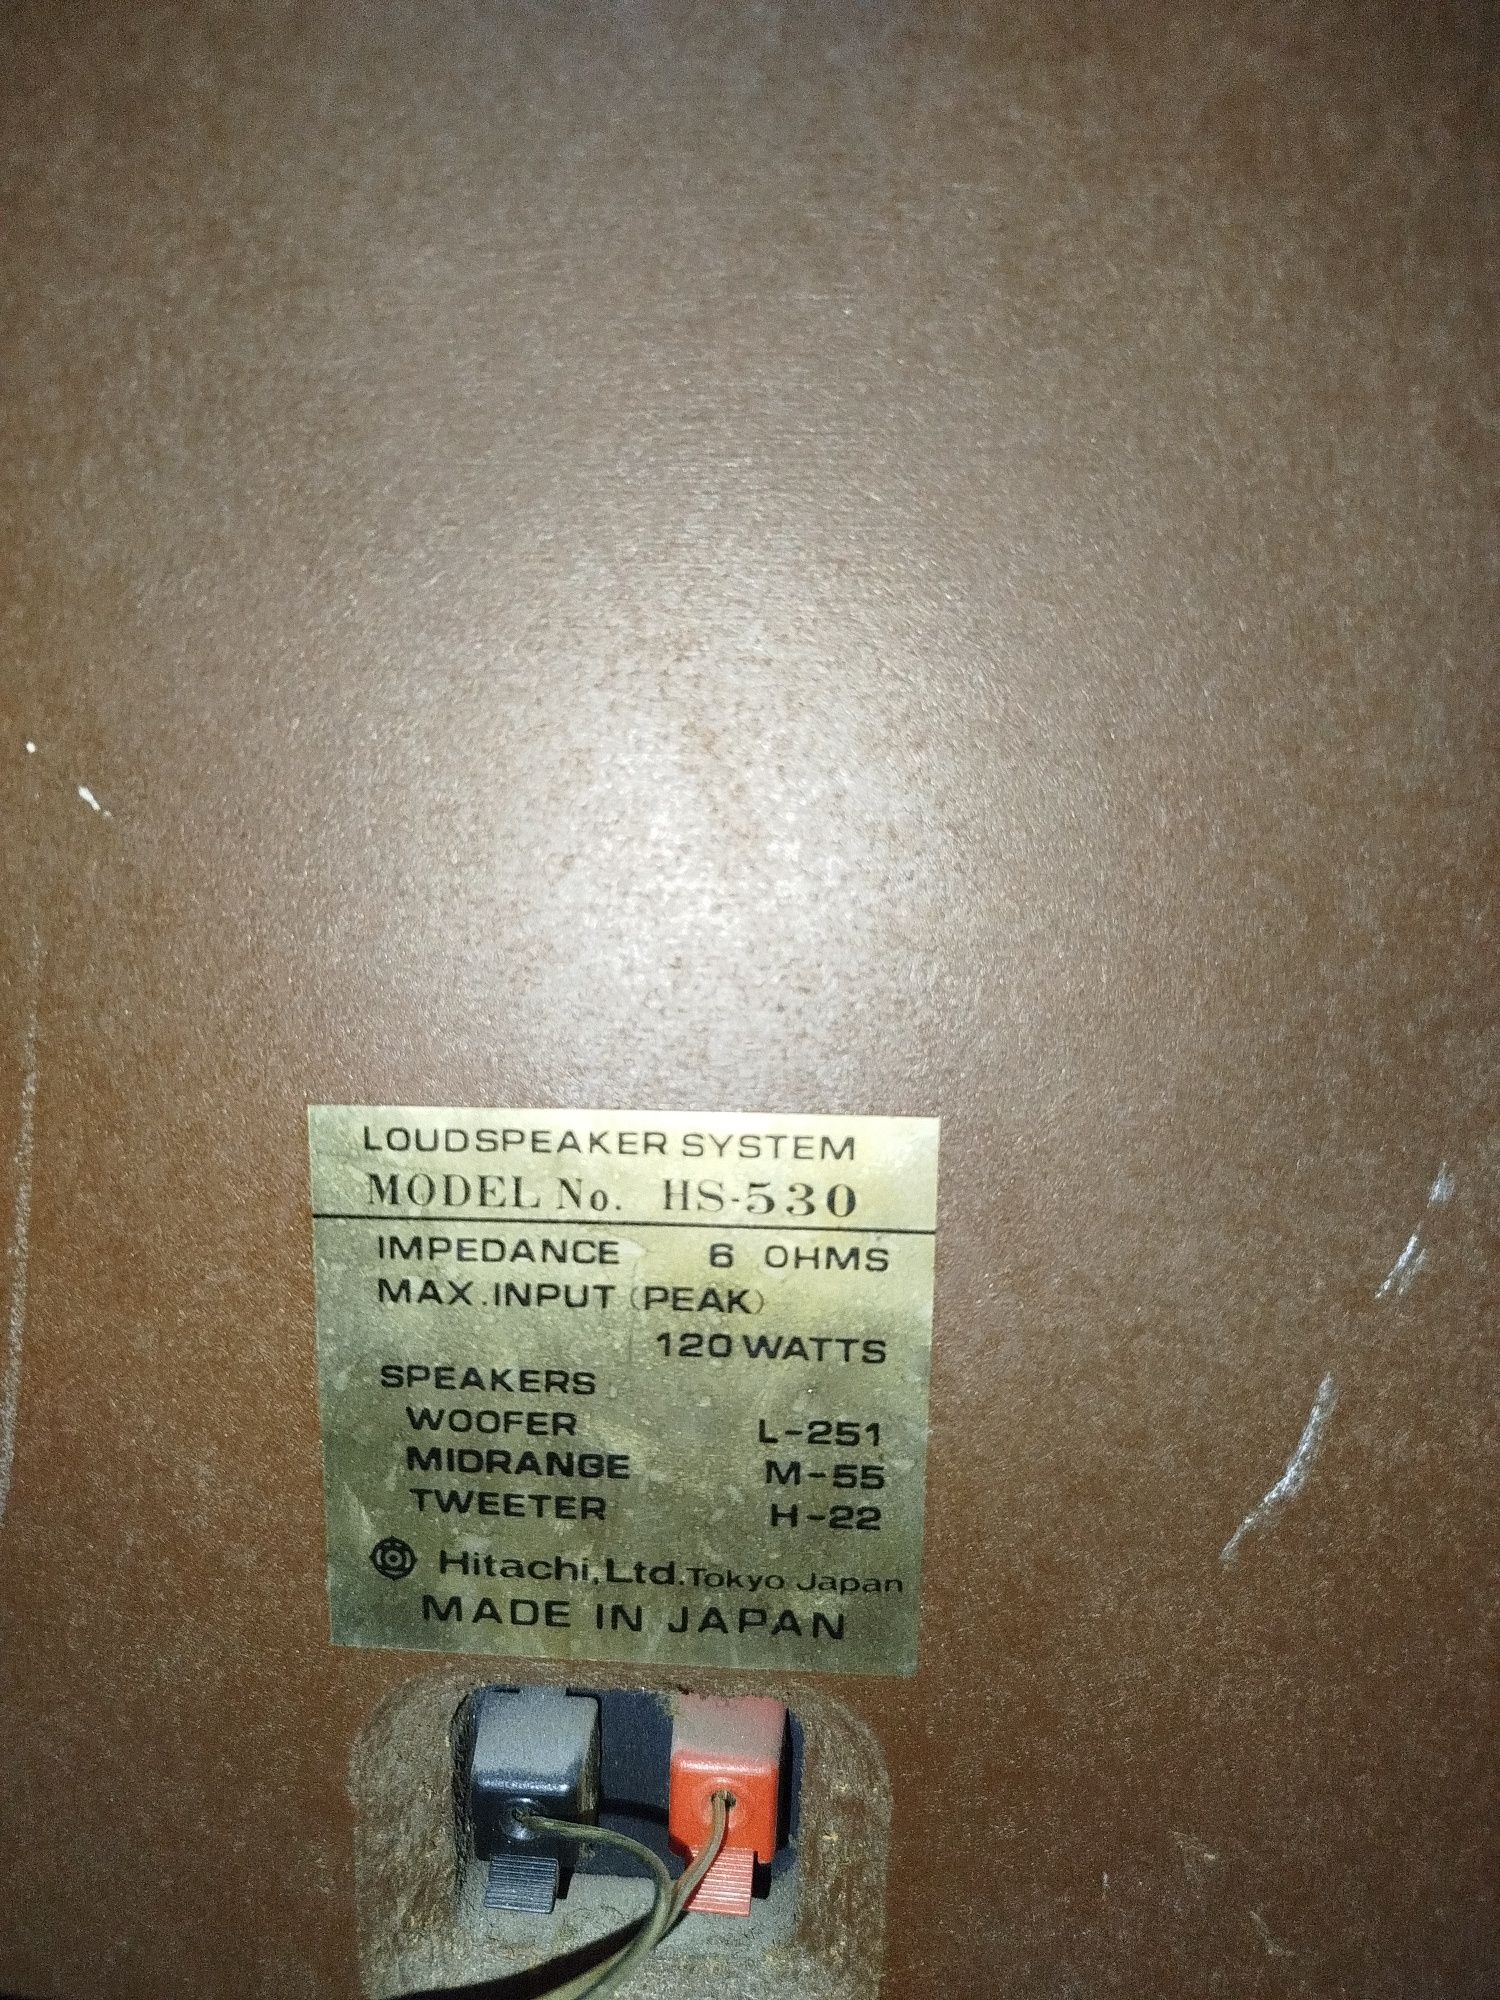 LOUDSPEAKER SYSTEM
MODEL No. HS-530
IMPEDANCE 6 OHMS
MAX.INPUT (PEAK)
120 WATTS
SPEAKERS
WOOFER L-251
MIDRANGE M-55
TWEETER H-22
Hitachi, Ltd. Tokyo Japan
MADE IN JAPAN